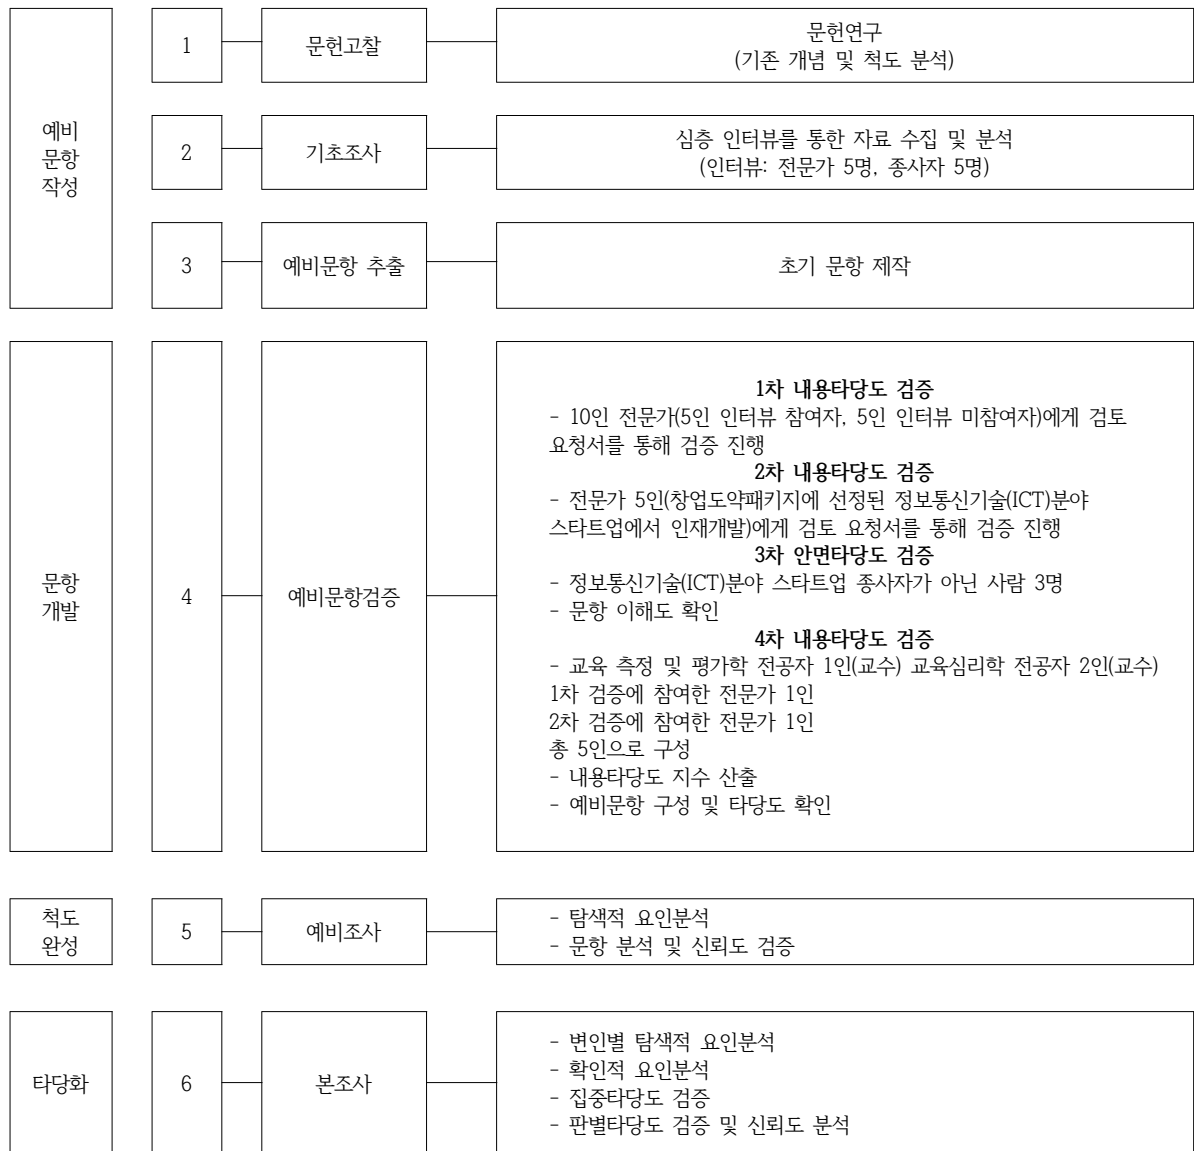 예비
문항
작성
1
문헌고찰
문헌연구
(기존 개념 및 척도 분석)
2
기초조사
심층 인터뷰를 통한 자료 수집 및 분석
(인터뷰: 전문가 5명, 종사자 5명)
3
예비문항 추출
초기 문항 제작
문항
개발
4
예비문항검증
1차 내용타당도 검증
- 10인 전문가(5인 인터뷰 참여자, 5인 인터뷰 미참여자)에게 검토
요청서를 통해 검증 진행
2차 내용타당도 검증
- 전문가 5인(창업도약패키지에 선정된 정보통신기술(ICT)분야
스타트업에서 인재개발)에게 검토 요청서를 통해 검증 진행
3차 안면타당도 검증
- 정보통신기술(ICT)분야 스타트업 종사자가 아닌 사람 3명
- 문항 이해도 확인
4차 내용타당도 검증
- 교육 측정 및 평가학 전공자 1인(교수) 교육심리학 전공자 2인(교수)
1차 검증에 참여한 전문가 1인
2차 검증에 참여한 전문가 1인
총 5인으로 구성
- 내용타당도 지수 산출
- 예비문항 구성 및 타당도 확인
척도
완성
5
예비조사
- 탐색적 요인분석
- 문항 분석 및 신뢰도 검증
타당화
6
본조사
- 변인별 탐색적 요인분석
- 확인적 요인분석
- 집중타당도 검증
- 판별타당도 검증 및 신뢰도 분석